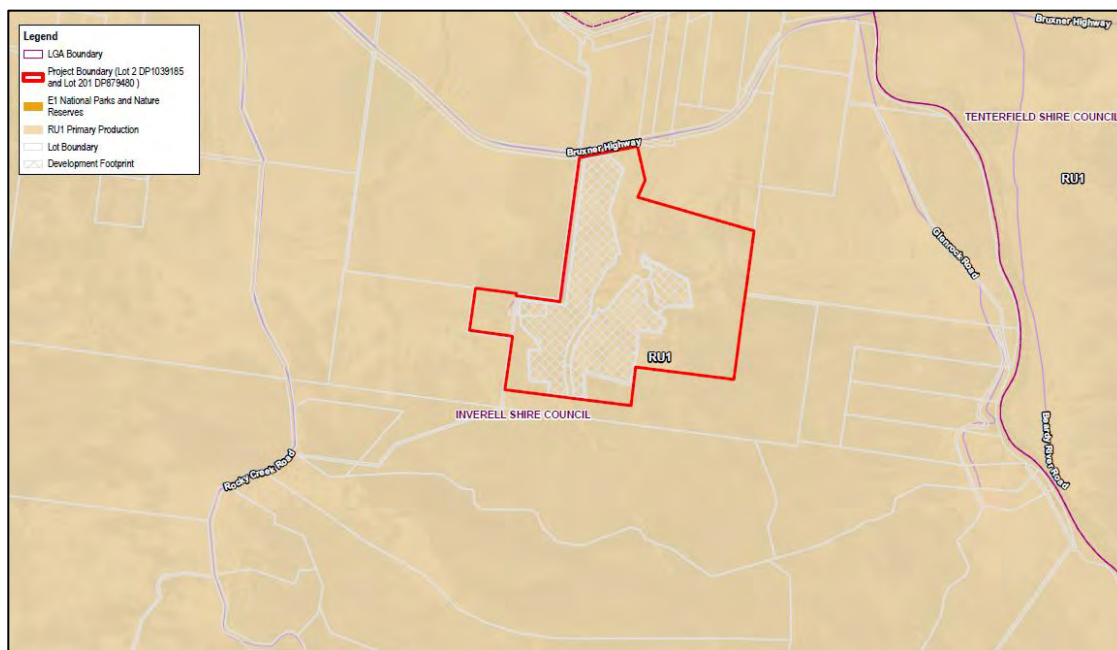 Legend
LGA Boundary
Project Boundary (Lot 2 DP1039185
and Lot 201 DP879480 )
E1 National Parks and Nature
Reserves
RU1 Primary Production
Lot Boundary
Development Footprint
Bruxner Highway
TENTERFIELD SHIRE COUNCIL
Bruxner Highway
RU1
Glenrock Road
RU1
INVERELL SHIRE COUNCIL
Beardy River Road
Rocky Creek Road